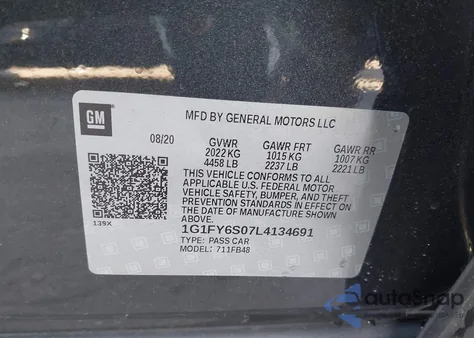 GM
MFD BY GENERAL MOTORS LLC
08/20 GVWR GAWR FRT GAWR RR
2022 KG 1015 KG 1007 KG
4458 LB 2237 LB 2221 LB
THIS VEHICLE CONFORMS TO ALL
APPLICABLE U.S. FEDERAL MOTOR
VEHICLE SAFETY, BUMPER, AND THEFT
PREVENTION STANDARDS IN EFFECT ON
THE DATE OF MANUFACTURE SHOWN
ABOVE.
139X
1G1FY6S07L4134691
TYPE: PASS CAR
MODEL: 711FB48
autoSnap